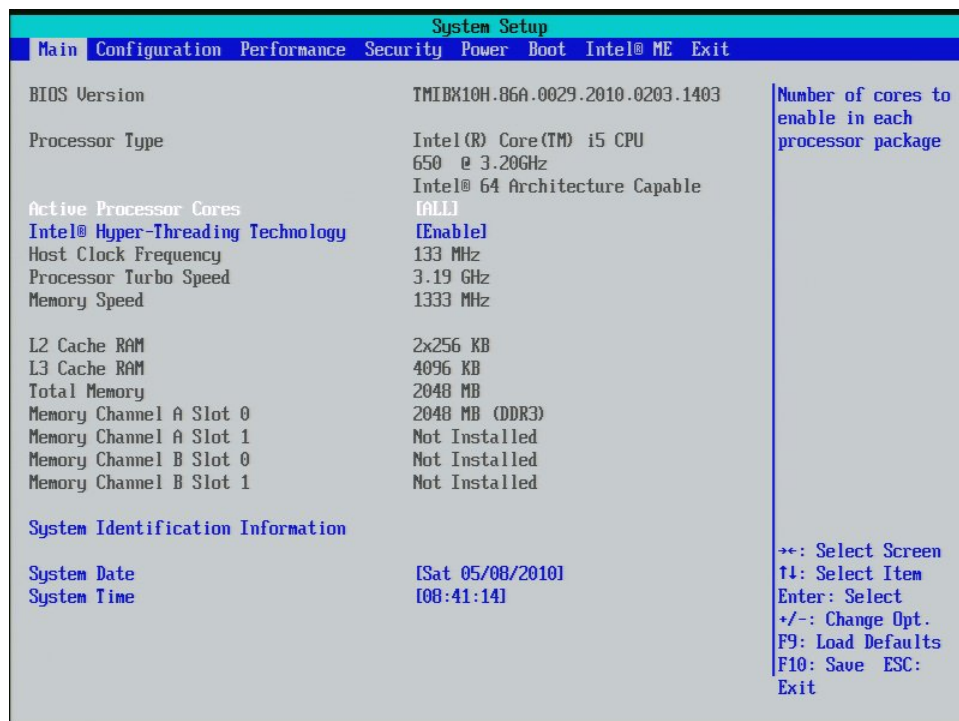 System Setup
Main Configuration Performance Security Power Boot Intel® ME Exit
BIOS Version TMIBX10H.86A.0029.2010.0203.1403
Processor Type Intel(R) Core(TM) i5 CPU
650 @ 3.20GHz
Intel® 64 Architecture Capable
Active Processor Cores [ALL]
Intel® Hyper-Threading Technology [Enable]
Host Clock Frequency 133 MHz
Processor Turbo Speed 3.19 GHz
Memory Speed 1333 MHz
L2 Cache RAM 2x256 KB
L3 Cache RAM 4096 KB
Total Memory 2048 MB
Memory Channel A Slot 0 2048 MB (DDR3)
Memory Channel A Slot 1 Not Installed
Memory Channel B Slot 0 Not Installed
Memory Channel B Slot 1 Not Installed
System Identification Information
System Date [Sat 05/08/2010]
System Time [08:41:14]
Number of cores to
enable in each
processor package
→←: Select Screen
↑↓: Select Item
Enter: Select
+/-: Change Opt.
F9: Load Defaults
F10: Save ESC:
Exit